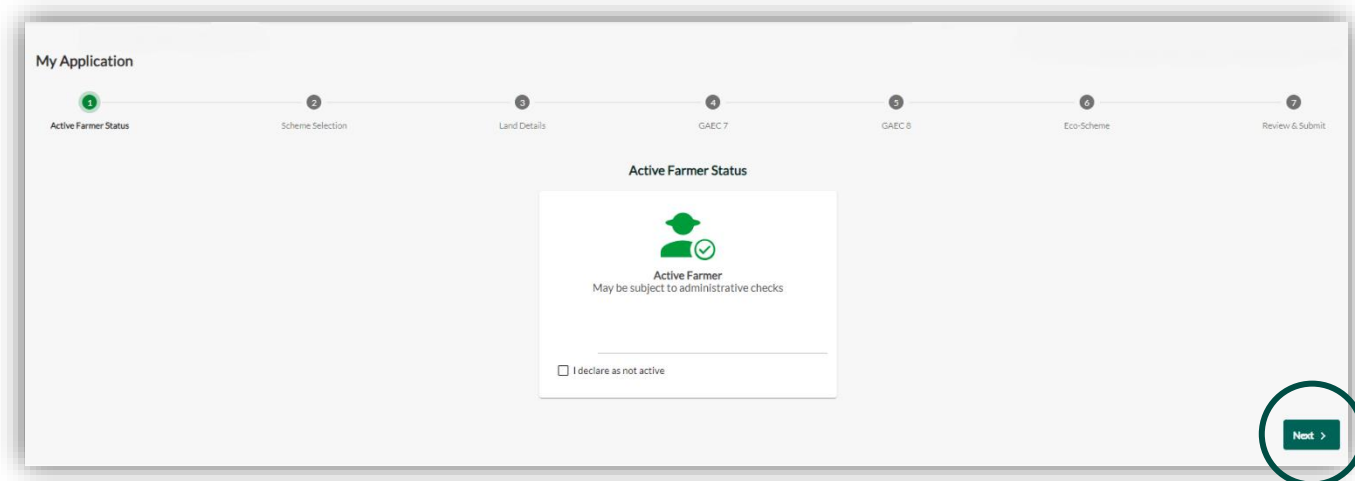 My Application
1 2 3 4 5 6 7
Active Farmer Status Scheme Selection Land Details GAEC 7 GAEC 8 Eco-Scheme Review & Submit
Active Farmer Status
Active Farmer
May be subject to administrative checks
I declare as not active
Next >